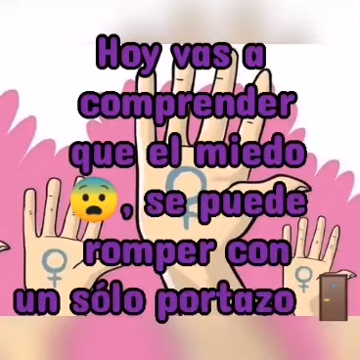 Hoy vas a
comprender
que el miedo
😨, se puede
romper con
un sólo portazo 🚪